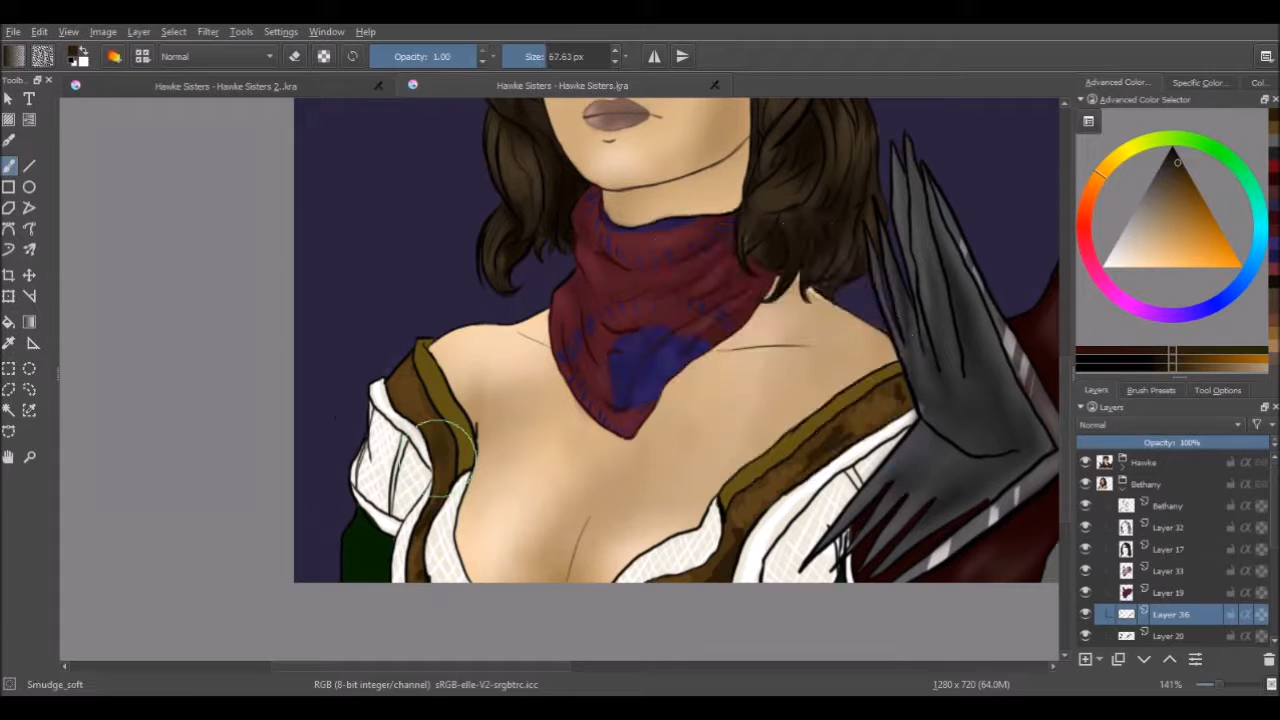 File Edit View Image Layer Select Filter Tools Settings Window Help
Normal Opacity: 1.00 Size: 67.63 px
Toolb... Hawke Sisters - Hawke Sisters 2..kra Hawke Sisters - Hawke Sisters.kra Advanced Color... Specific Color... Col...
Advanced Color Selector
Layers Brush Presets Tool Options
Layers
Normal
Opacity: 100%
Hawke
Bethany
Bethany
Layer 32
Layer 17
Layer 33
Layer 19
Layer 36
Layer 20
Smudge_soft RGB (8-bit integer/channel) sRGB-elle-V2-srgbtrc.icc 1280 x 720 (64.0M) 141%